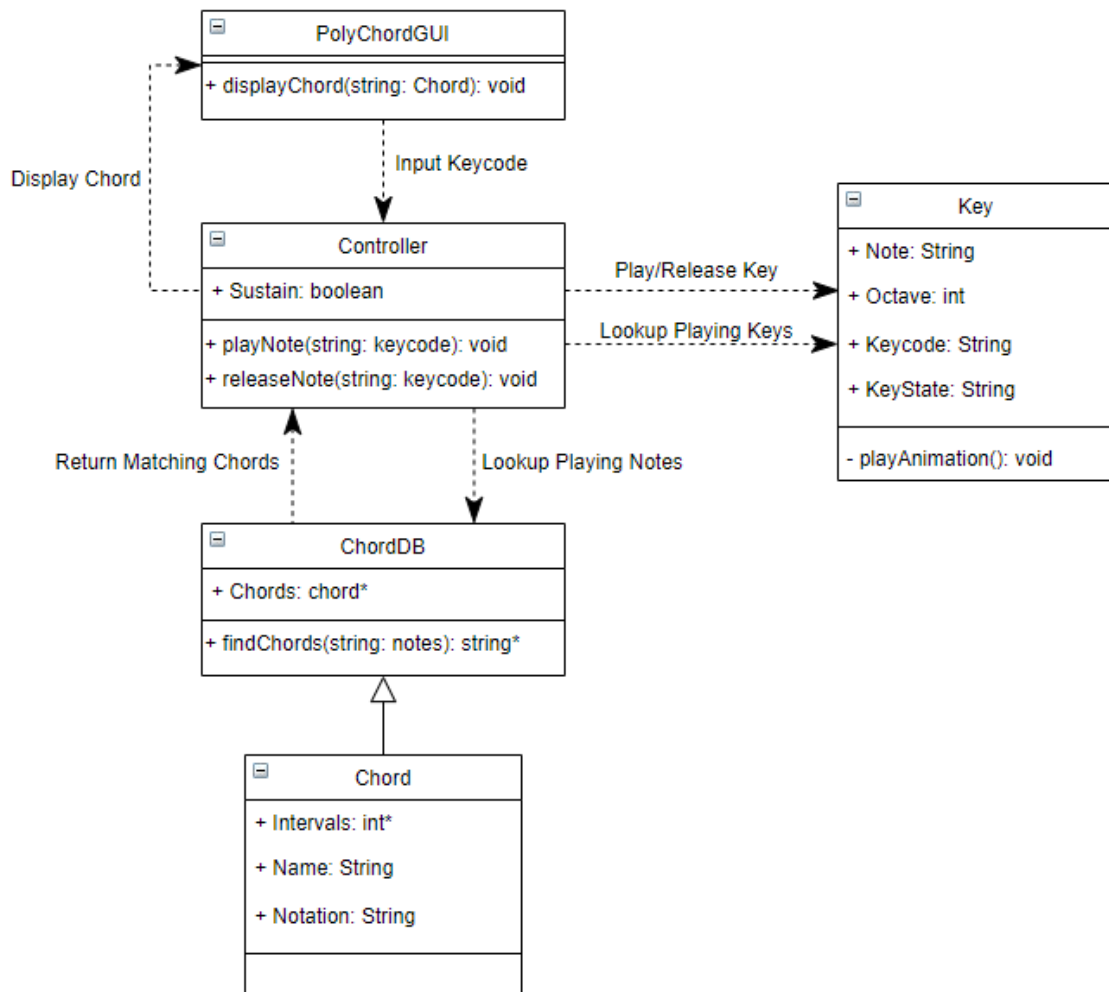 PolyChordGUI
+ displayChord(string: Chord): void
Input Keycode
Display Chord
Controller
+ Sustain: boolean
+ playNote(string: keycode): void
+ releaseNote(string: keycode): void
Play/Release Key
Lookup Playing Keys
Key
+ Note: String
+ Octave: int
+ Keycode: String
+ KeyState: String
- playAnimation(): void
Return Matching Chords
Lookup Playing Notes
ChordDB
+ Chords: chord*
+ findChords(string: notes): string*
Chord
+ Intervals: int*
+ Name: String
+ Notation: String